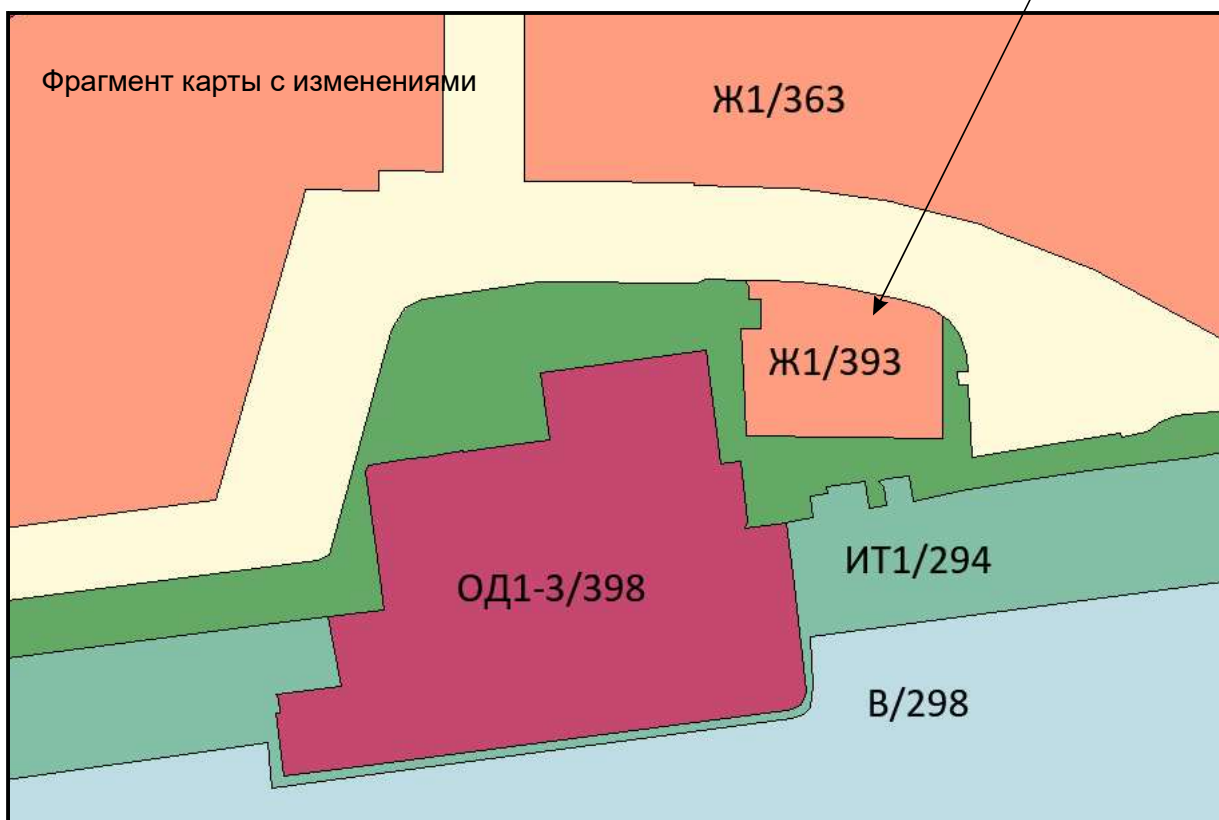 Фрагмент карты с изменениями
Ж1/363
Ж1/393
ИТ1/294
ОД1-3/398
В/298